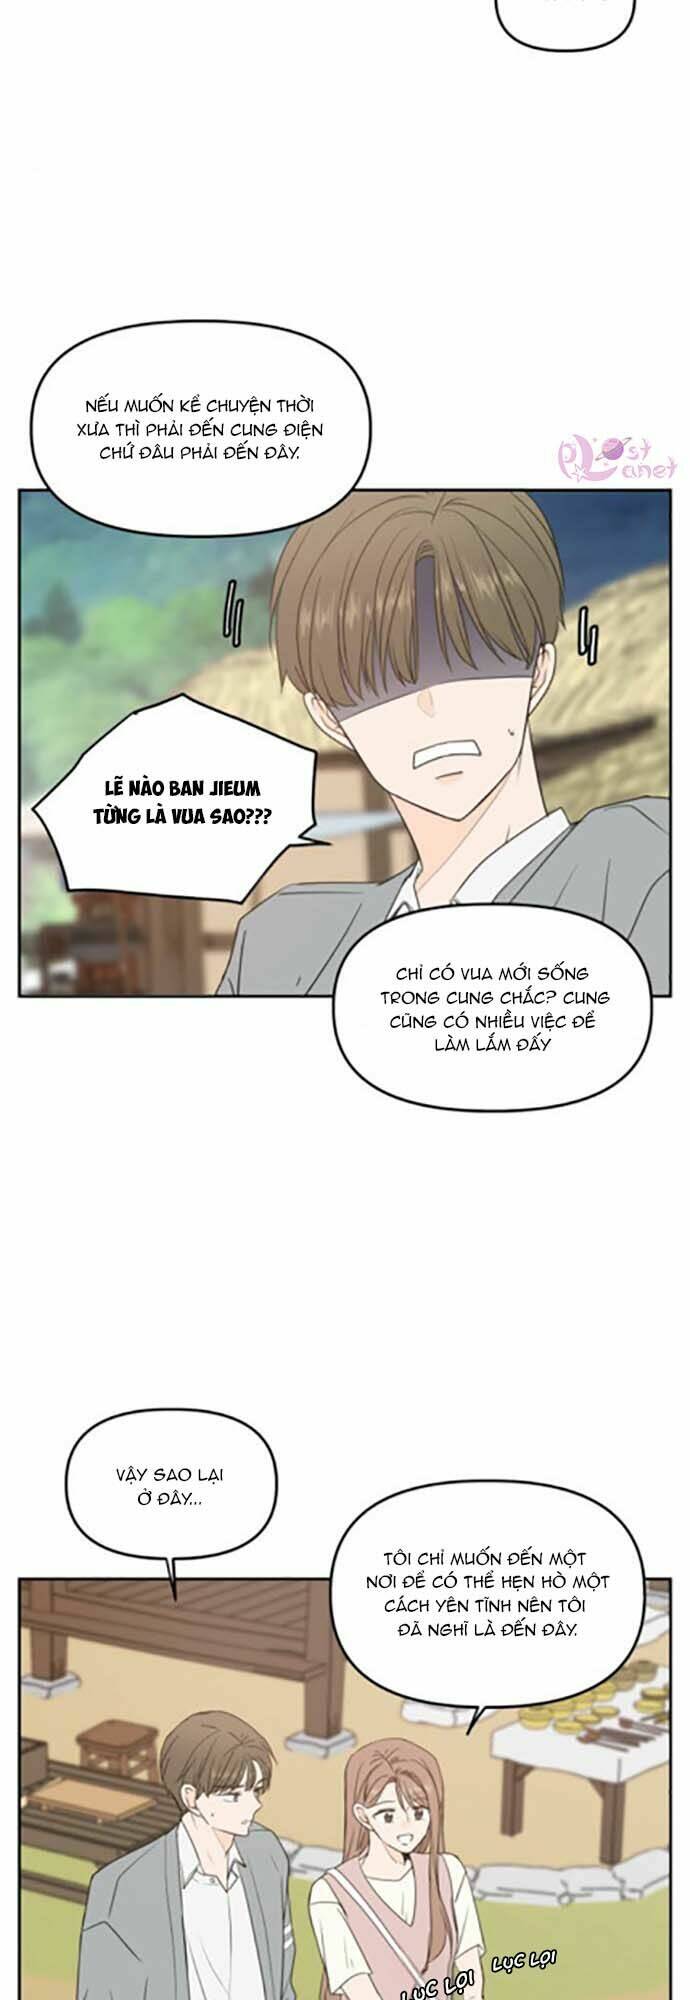 NẾU MUỐN KỂ CHUYỆN THỜI
XƯA THÌ PHẢI ĐẾN CUNG ĐIỆN
CHỨ ĐÂU PHẢI ĐẾN ĐÂY.
Lost
Planet
LẼ NÀO BAN JIEUM
TỪNG LÀ VUA SAO???
CHỈ CÓ VUA MỚI SỐNG
TRONG CUNG CHẮC? CUNG
CŨNG CÓ NHIỀU VIỆC ĐỂ
LÀM LẮM ĐẤY
VẬY SAO LẠI
Ở ĐÂY...
TÔI CHỈ MUỐN ĐẾN MỘT
NƠI ĐỂ CÓ THỂ HẸN HÒ MỘT
CÁCH YÊN TĨNH NÊN TÔI
ĐÃ NGHĨ LÀ ĐẾN ĐÂY.
LỤC LỌI
LỤC LỌI